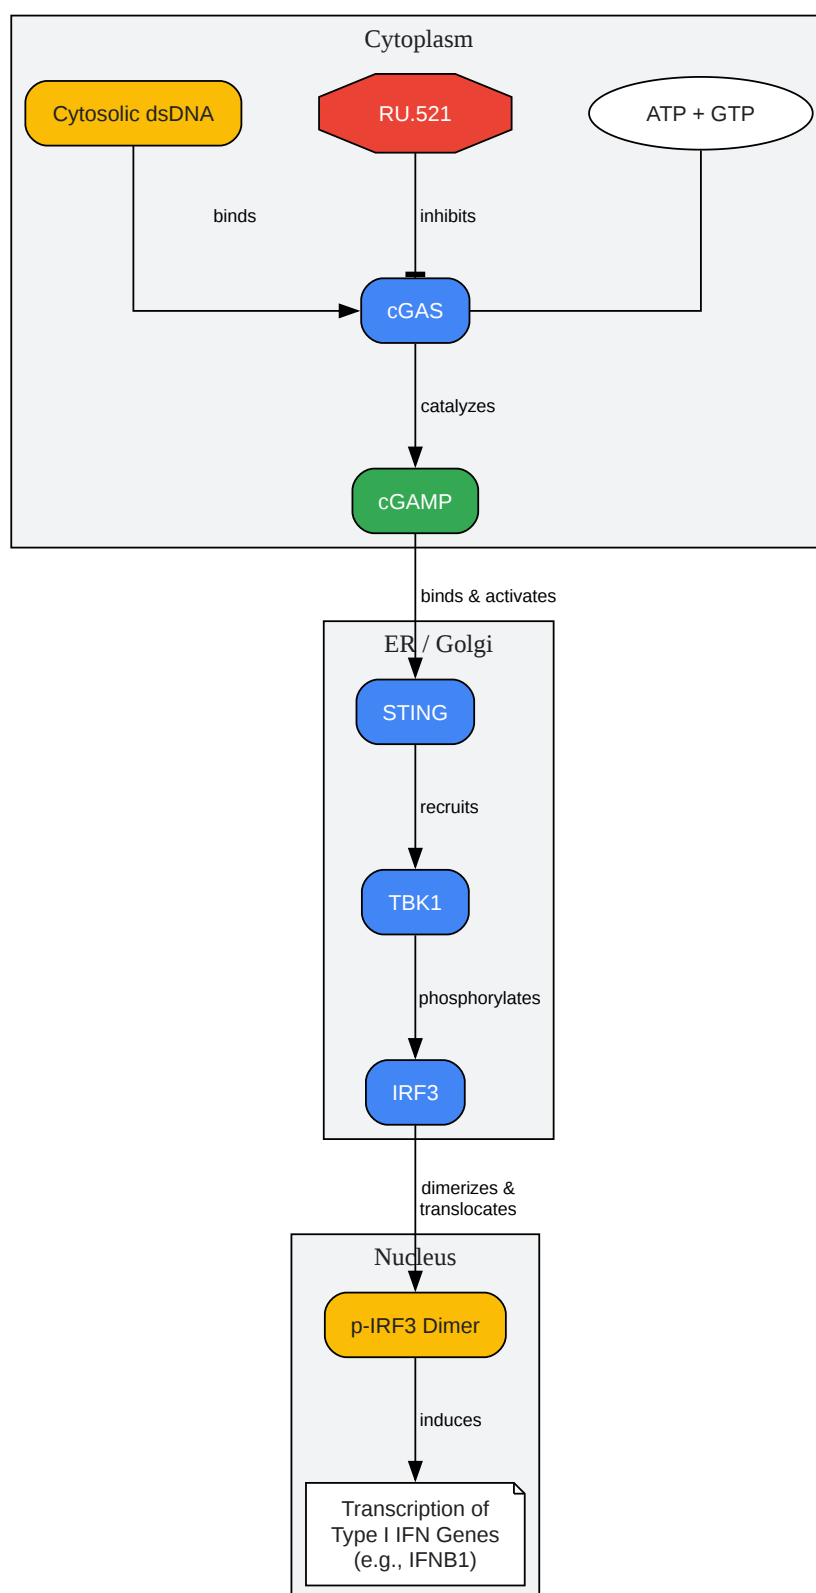 Cytoplasm
Cytosolic dsDNA
RU.521
ATP + GTP
binds
inhibits
cGAS
catalyzes
cGAMP
binds & activates
ER / Golgi
STING
recruits
TBK1
phosphorylates
IRF3
dimerizes &
translocates
Nucleus
p-IRF3 Dimer
induces
Transcription of
Type I IFN Genes
(e.g., IFNB1)